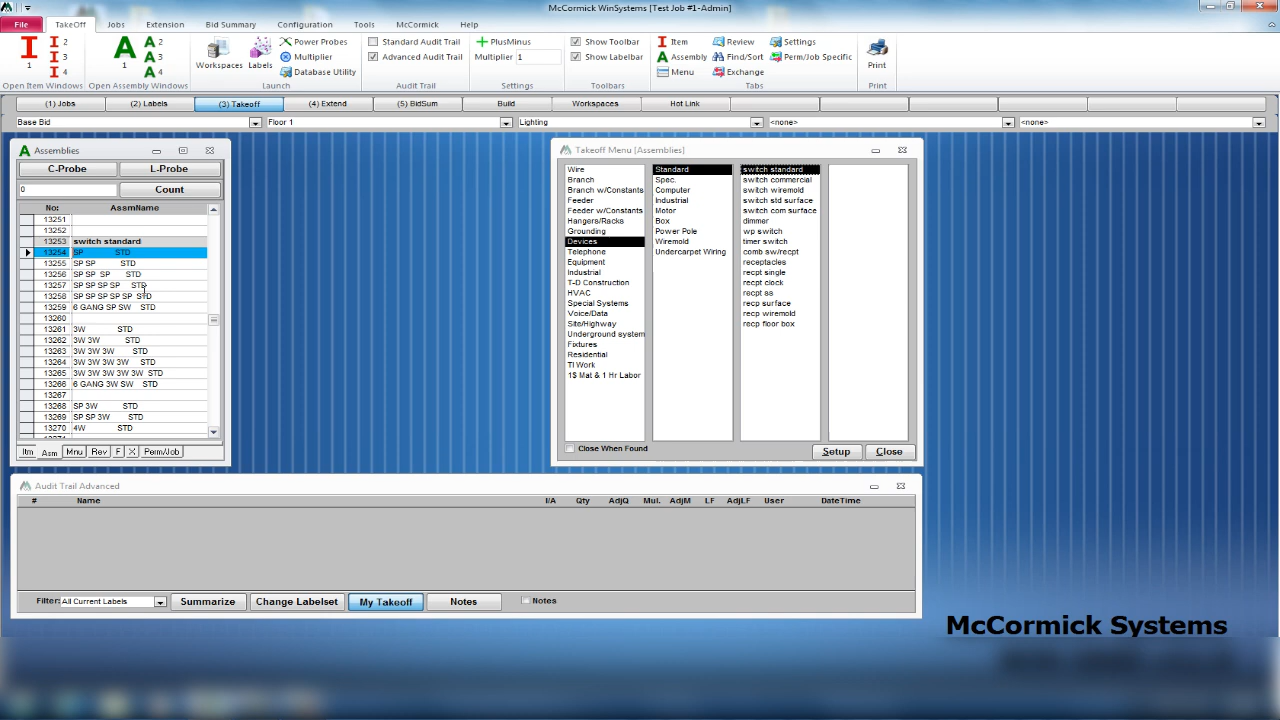 McCormick WinSystems [Test Job #1-Admin]
File TakeOff Jobs Extension Bid Summary Configuration Tools McCormick Help
I 1 I 2 I 3 I 4
Open Item Windows
A 1 A 2 A 3 A 4
Open Assembly Windows
Workspaces Labels
Power Probes
Multiplier
Database Utility
Launch
Standard Audit Trail
Advanced Audit Trail
Audit Trail
PlusMinus
Multiplier 1
Settings
Show Toolbar
Show Labelbar
Toolbars
I Item Review Settings
A Assembly Find/Sort Perm/Job Specific
Menu Exchange
Tabs
Print
Print
(1) Jobs (2) Labels (3) Takeoff (4) Extend (5) BidSum Build Workspaces Hot Link
Base Bid Floor 1 Lighting <none> <none>
A Assemblies
C-Probe L-Probe
0 Count
No: AssmName
13251
13252
13253 switch standard
13254 SP STD
13255 SP SP STD
13256 SP SP SP STD
13257 SP SP SP SP STD
13258 SP SP SP SP SP STD
13259 6 GANG SP SW STD
13260
13261 3W STD
13262 3W 3W STD
13263 3W 3W 3W STD
13264 3W 3W 3W 3W STD
13265 3W 3W 3W 3W 3W STD
13266 6 GANG 3W SW STD
13267
13268 SP 3W STD
13269 SP SP 3W STD
13270 4W STD
Itm Asm Mnu Rev F X Perm/Job
Takeoff Menu [Assemblies]
Wire
Branch
Branch w/Constants
Feeder
Feeder w/Constants
Hangers/Racks
Grounding
Devices
Telephone
Equipment
Industrial
T-D Construction
HVAC
Special Systems
Voice/Data
Site/Highway
Underground system
Fixtures
Residential
TI Work
1$ Mat & 1 Hr Labor
Standard
Spec.
Computer
Industrial
Motor
Box
Power Pole
Wiremold
Undercarpet Wiring
switch standard
switch commercial
switch wiremold
switch std surface
switch com surface
dimmer
wp switch
timer switch
comb sw/recpt
receptacles
recpt single
recpt clock
recpt aa
recp surface
recp wiremold
recp floor box
Close When Found Setup Close
Audit Trail Advanced
# Name I/A Qty AdjQ Mul. AdjM LF AdjLF User DateTime
Filter: All Current Labels Summarize Change Labelset My Takeoff Notes Notes
McCormick Systems